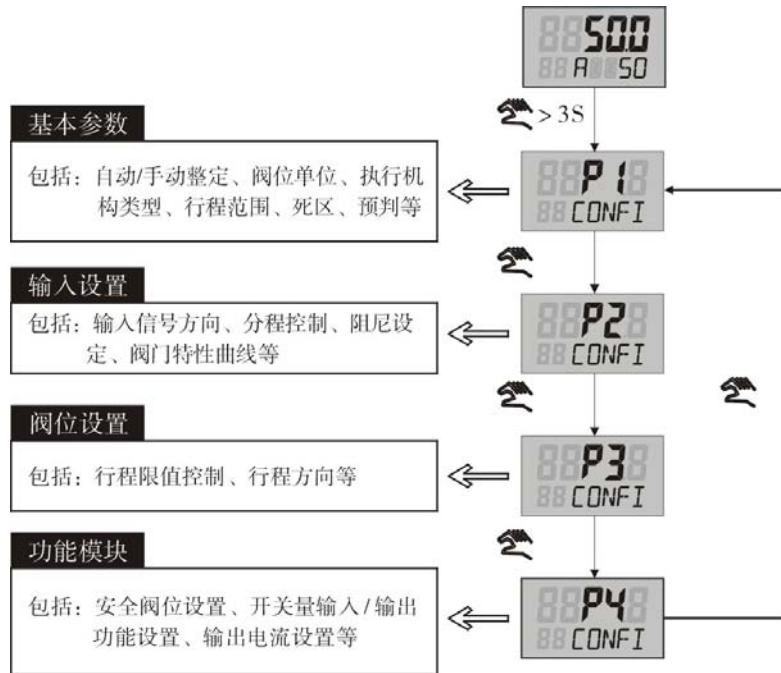 50.0
A 50
>3S
基本参数
包括：自动/手动整定、阀位单位、执行机
构类型、行程范围、死区、预判等
P1
CONFI
输入设置
包括：输入信号方向、分程控制、阻尼设
定、阀门特性曲线等
P2
CONFI
阀位设置
包括：行程限值控制、行程方向等
P3
CONFI
功能模块
包括：安全阀位设置、开关量输入/输出
功能设置、输出电流设置等
P4
CONFI